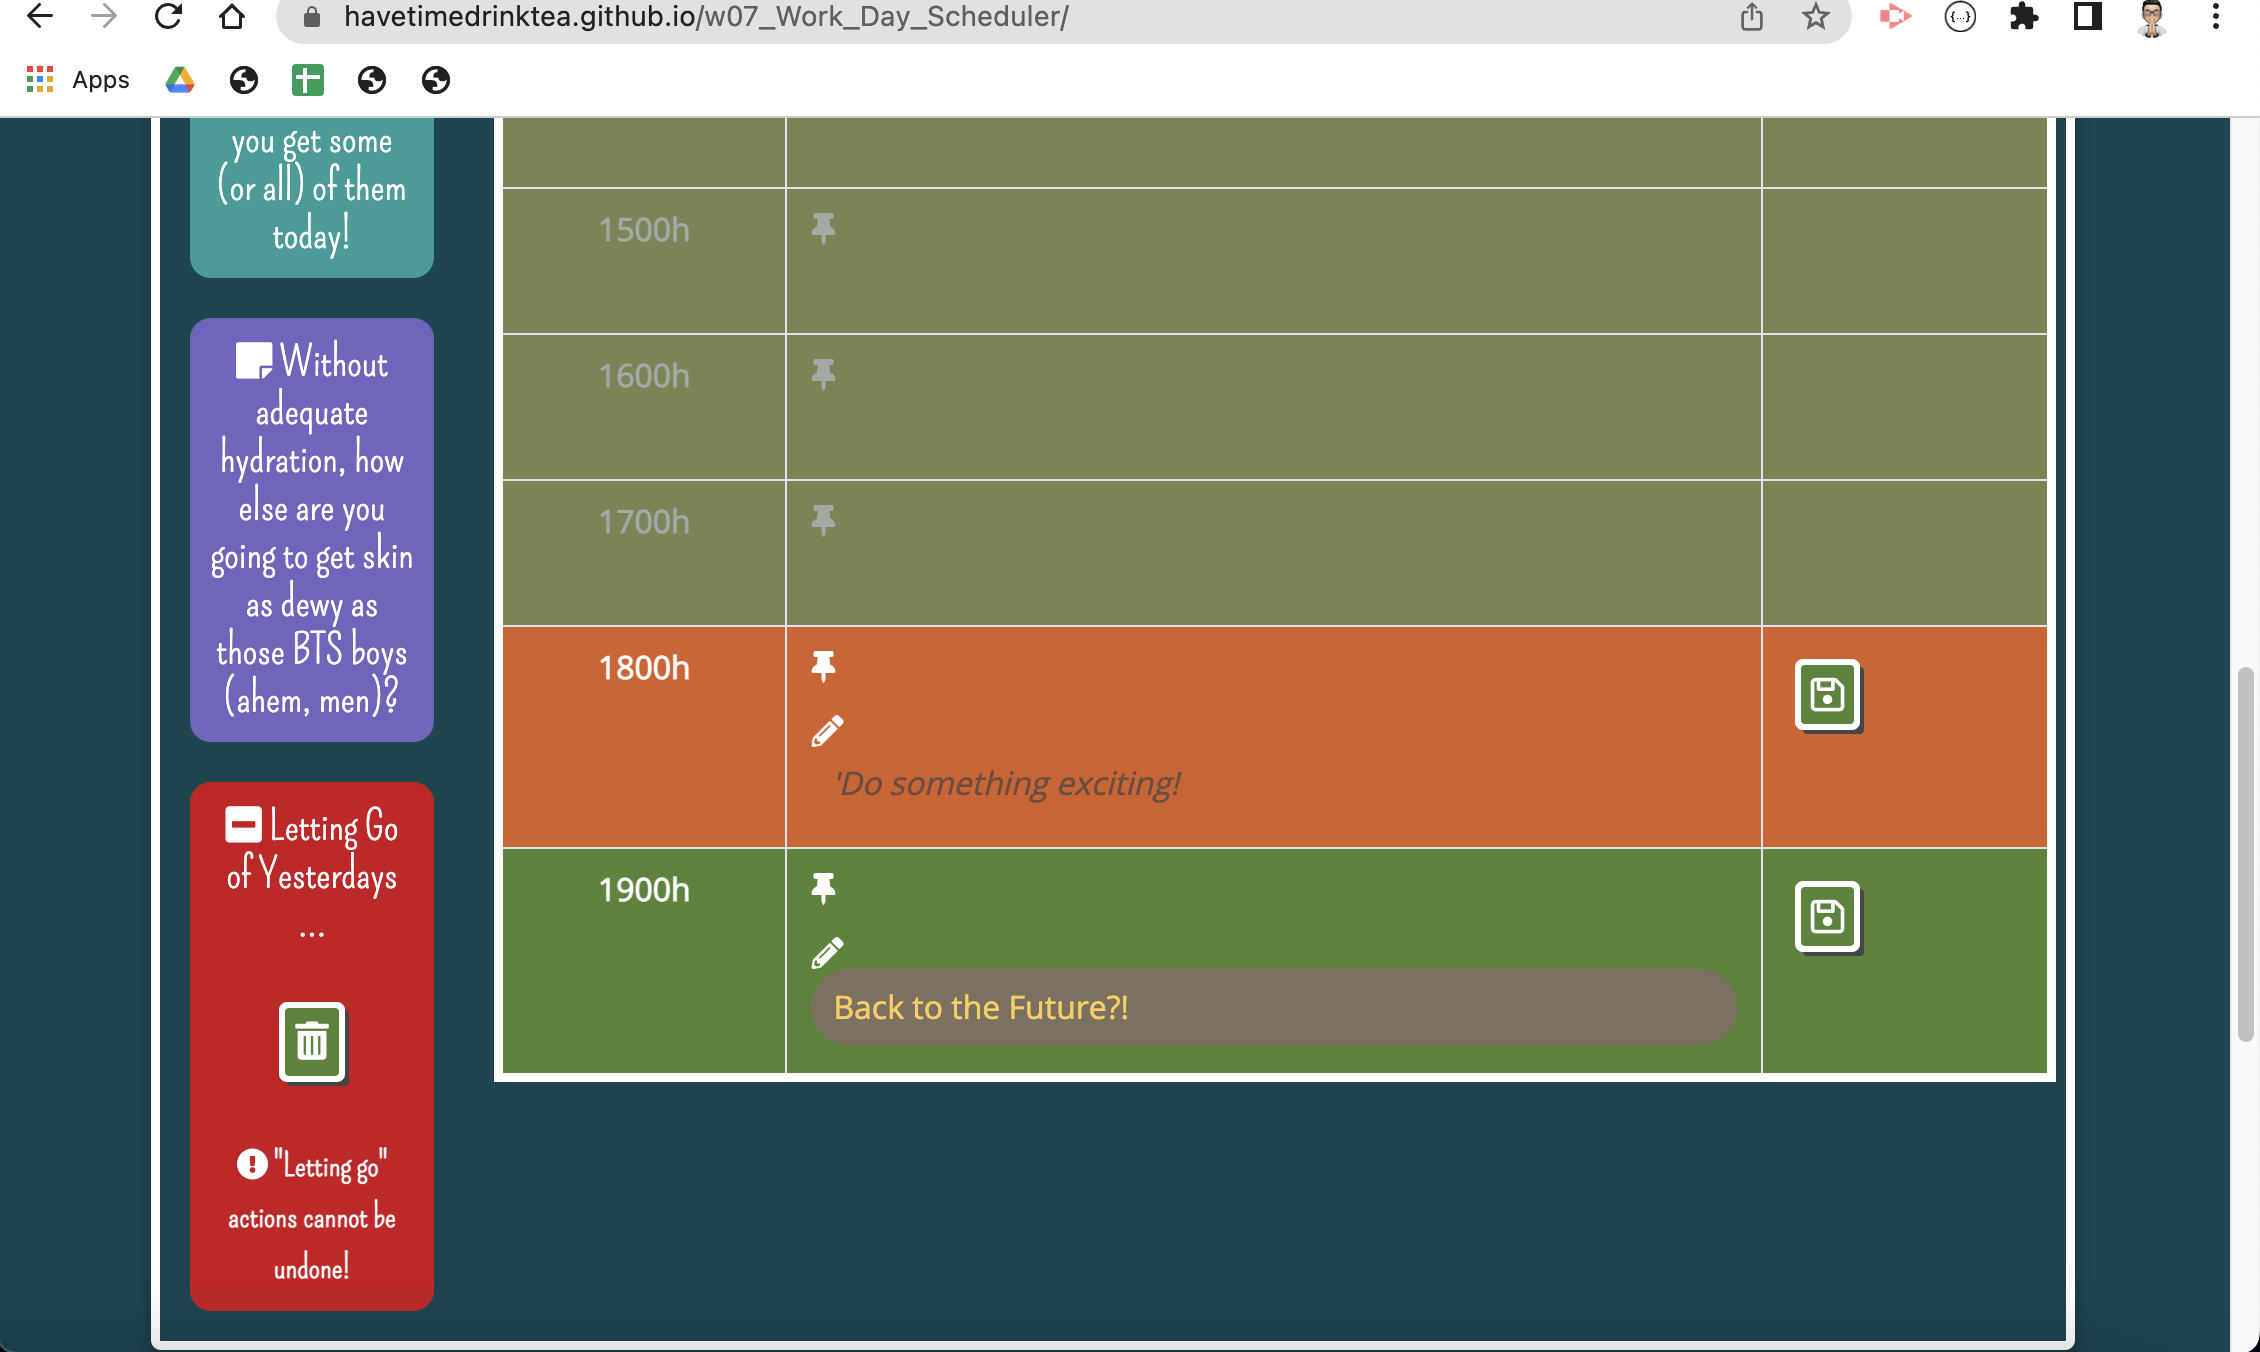 havetimedrinktea.github.io/w07_Work_Day_Scheduler/
Apps
you get some
(or all) of them
today!
Without
adequate
hydration, how
else are you
going to get skin
as dewy as
those BTS boys
(ahem, men)?
Letting Go
of Yesterdays
...
"Letting go"
actions cannot be
undone!
1500h
1600h
1700h
1800h
'Do something exciting!
1900h
Back to the Future?!